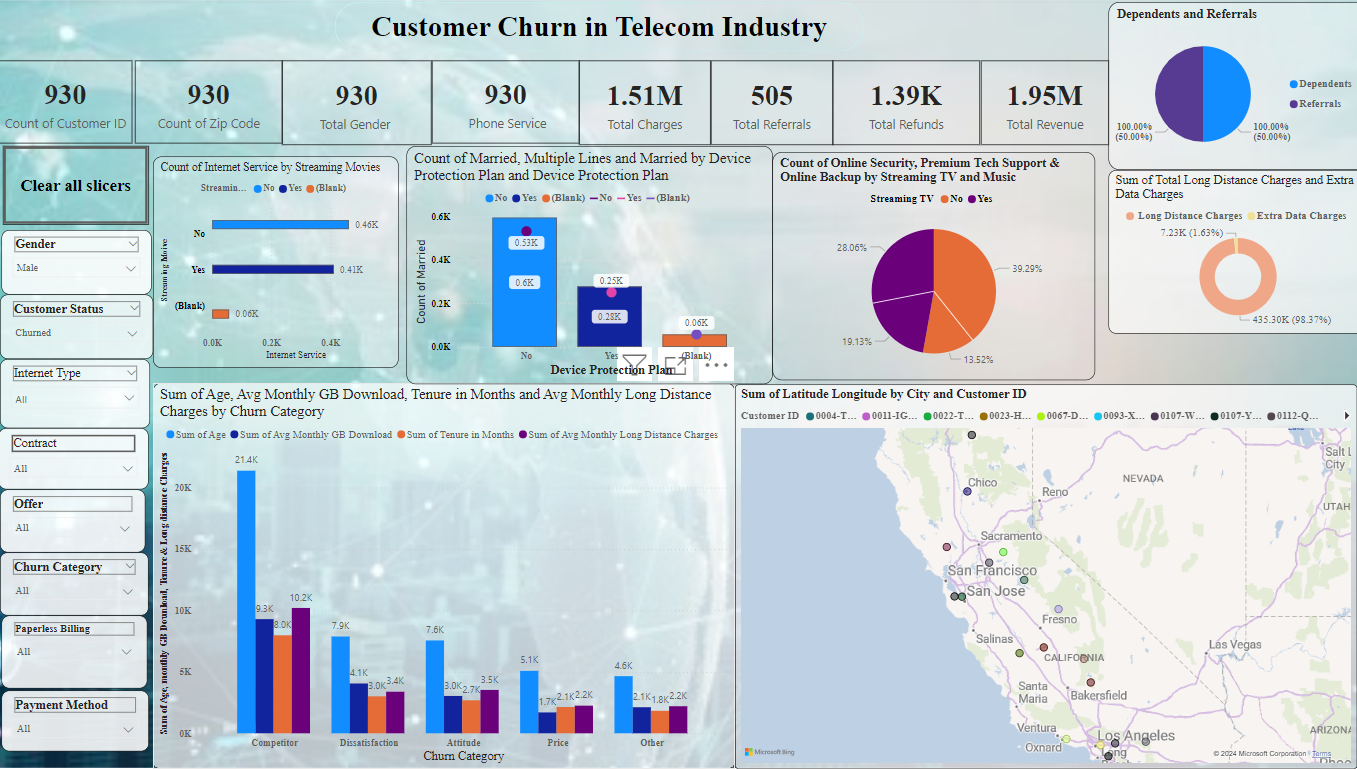 Customer Churn in Telecom Industry
930
Count of Customer ID
930
Count of Zip Code
930
Total Gender
930
Phone Service
1.51M
Total Charges
505
Total Referrals
1.39K
Total Refunds
1.95M
Total Revenue
Dependents and Referrals
Dependents
Referrals
100.00%
(50.00%)
100.00%
(50.00%)
Clear all slicers
Gender
Male
Customer Status
Churned
Internet Type
All
Contract
All
Offer
All
Churn Category
All
Paperless Billing
All
Payment Method
All
Count of Internet Service by Streaming Movies
Streamin... No Yes (Blank)
Streaming Movive
No
0.46K
Yes
0.41K
(Blank)
0.06K
0.0K 0.2K 0.4K
Internet Service
Count of Married, Multiple Lines and Married by Device
Protection Plan and Device Protection Plan
No Yes (Blank) No Yes (Blank)
Count of Married
0.6K
0.4K
0.2K
0.0K
0.53K
0.6K
0.25K
0.28K
0.06K
No Yes (Blank)
Device Protection Plan
Count of Online Security, Premium Tech Support &
Online Backup by Streaming TV and Music
Streaming TV No Yes
28.06%
39.29%
19.13%
13.52%
Sum of Total Long Distance Charges and Extra
Data Charges
Long Distance Charges Extra Data Charges
7.23K (1.63%)
435.30K (98.37%)
Sum of Age, Avg Monthly GB Download, Tenure in Months and Avg Monthly Long Distance
Charges by Churn Category
Sum of Age Sum of Avg Monthly GB Download Sum of Tenure in Months Sum of Avg Monthly Long Distance Charges
Sum of Age, monthly GB Download, Tenure & Long distance Charges
20K
15K
10K
5K
0K
21.4K
9.3K
8.0K
10.2K
7.9K
4.1K
3.0K
3.4K
7.6K
3.0K
2.7K
3.5K
5.1K
1.7K
2.1K
2.2K
4.6K
2.1K
1.8K
2.2K
Competitor Dissatisfaction Attitude Price Other
Churn Category
Sum of Latitude Longitude by City and Customer ID
Customer ID 0004-T... 0011-IG... 0022-T... 0023-H... 0067-D... 0093-X... 0107-W... 0107-Y... 0112-Q...
Salt L
City
NEVADA
Chico
Reno
UTAH
Sacramento
San Francisco
San Jose
Fresno
Salinas
CALIFORNIA
Las Vegas
Santa
Maria
Bakersfield
Ventura
Oxnard
Los Angeles
Long
ARIZONA
Microsoft Bing
© 2024 Microsoft Corporation Terms